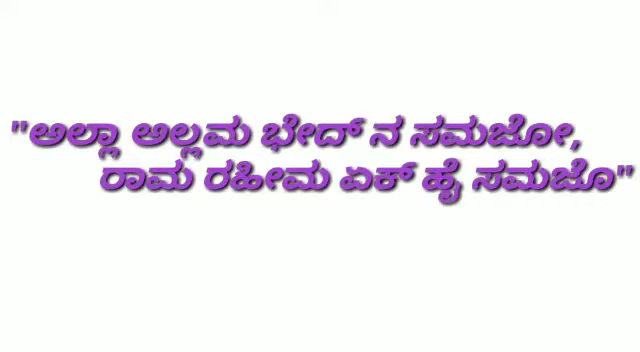 "ಅಲ್ಲಾ ಅಲ್ಲಮ ಭೇದ್ ನ ಸಮಜೋ,
ರಾಮ ರಹೀಮ ಏಕ್ ಹೈ ಸಮಜೊ"